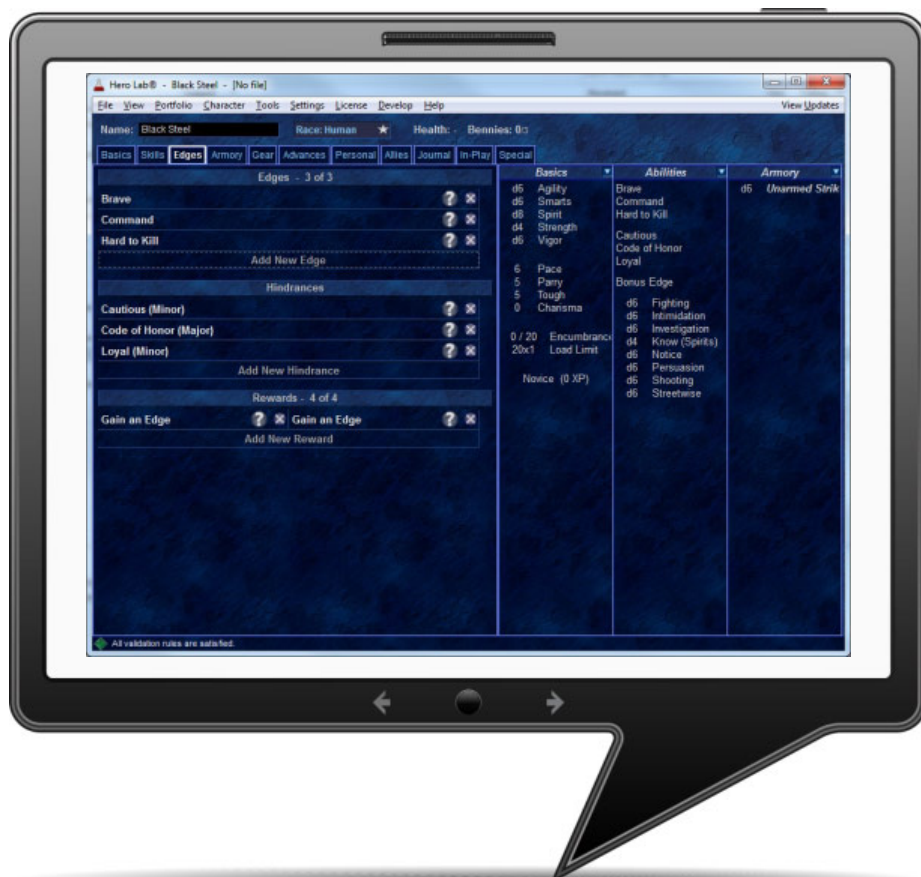 Hero Lab® - Black Steel - [No file]
File View Portfolio Character Tools Settings License Develop Help View Updates
Name: Black Steel Race: Human Health: - Bennies: 0/3
Basics Skills Edges Armory Gear Advances Personal Allies Journal In-Play Special
Edges - 3 of 3
Brave ?
Command ?
Hard to Kill ?
Add New Edge
Hindrances
Cautious (Minor) ?
Code of Honor (Major) ?
Loyal (Minor) ?
Add New Hindrance
Rewards - 4 of 4
Gain an Edge ? Gain an Edge ?
Add New Reward
Basics
d6 Agility
d6 Smarts
d8 Spirit
d4 Strength
d6 Vigor
6 Pace
5 Parry
5 Tough
0 Charisma
0 / 20 Encumbranc
20x1 Load Limit
Novice (0 XP)
Abilities
Brave
Command
Hard to Kill
Cautious
Code of Honor
Loyal
Bonus Edge
d6 Fighting
d6 Intimidation
d6 Investigation
d4 Know (Spirits)
d6 Notice
d6 Persuasion
d6 Shooting
d6 Streetwise
Armory
d6 Unarmed Strik
All validation rules are satisfied.